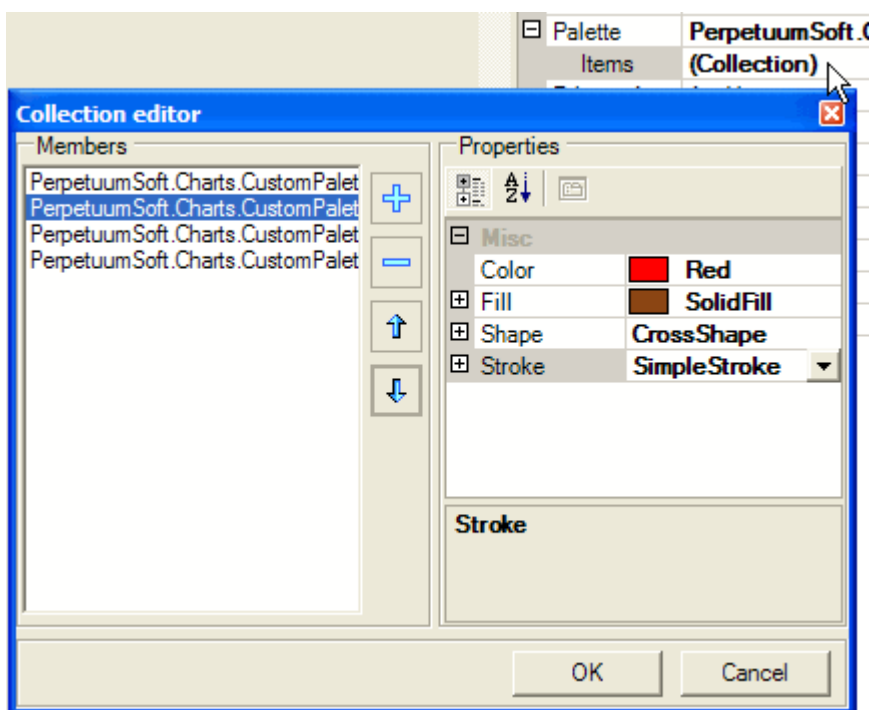 Palette PerpetuumSoft.
Items (Collection)
Collection editor
Members
Properties
PerpetuumSoft.Charts.CustomPalet
PerpetuumSoft.Charts.CustomPalet
PerpetuumSoft.Charts.CustomPalet
PerpetuumSoft.Charts.CustomPalet
Misc
Color Red
Fill SolidFill
Shape CrossShape
Stroke SimpleStroke
Stroke
OK Cancel